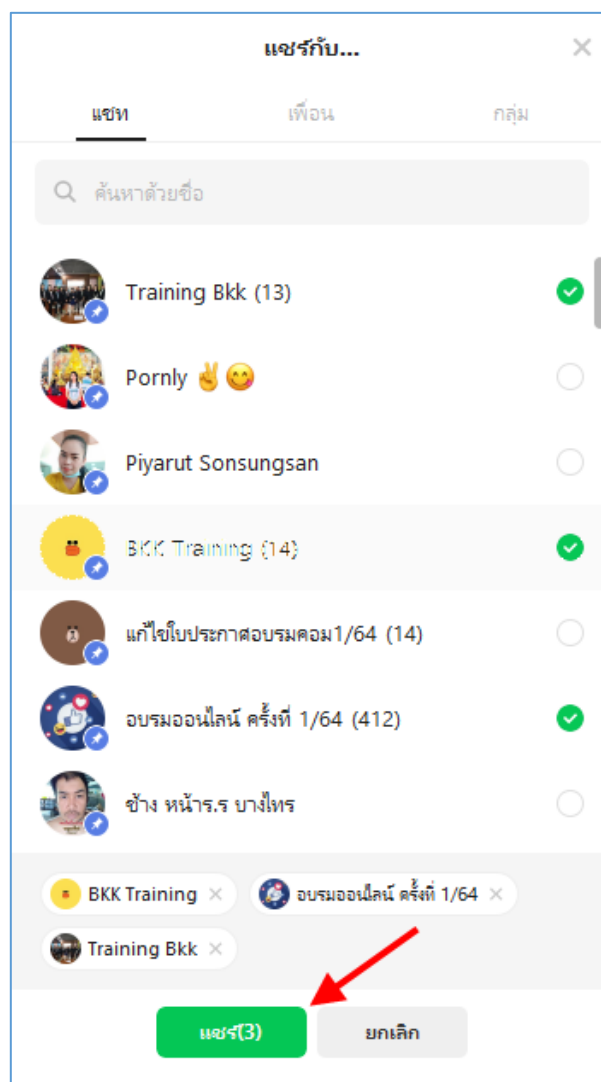 แชร์กับ...
แชท เพื่อน กลุ่ม
ค้นหาด้วยชื่อ
Training Bkk (13)
Pornly ✌😋
Piyarut Sonsungsan
BKK Training (14)
แก้ไขใบประกาศอบรมคอม1/64 (14)
อบรมออนไลน์ ครั้งที่ 1/64 (412)
ช้าง หน้าร.ร บางไทร
BKK Training อบรมออนไลน์ ครั้งที่ 1/64
Training Bkk
แชร์(3) ยกเลิก